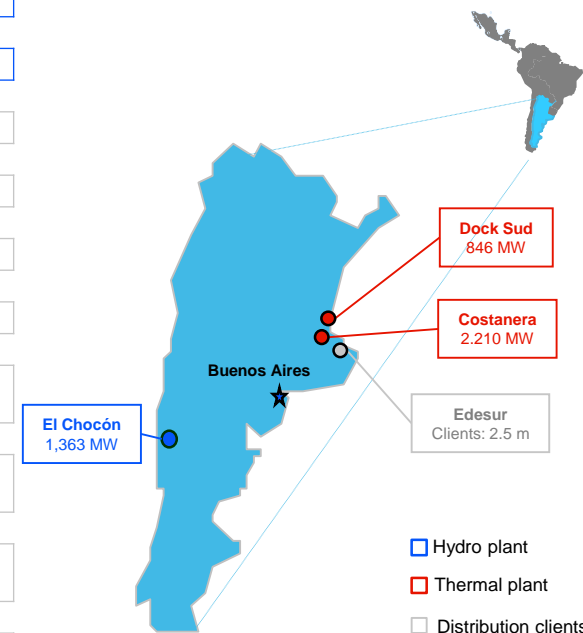 Dock Sud
846 MW
Costanera
2.210 MW
Buenos Aires
Edesur
Clients: 2.5 m
El Chocón
1,363 MW
Hydro plant
Thermal plant
Distribution clients